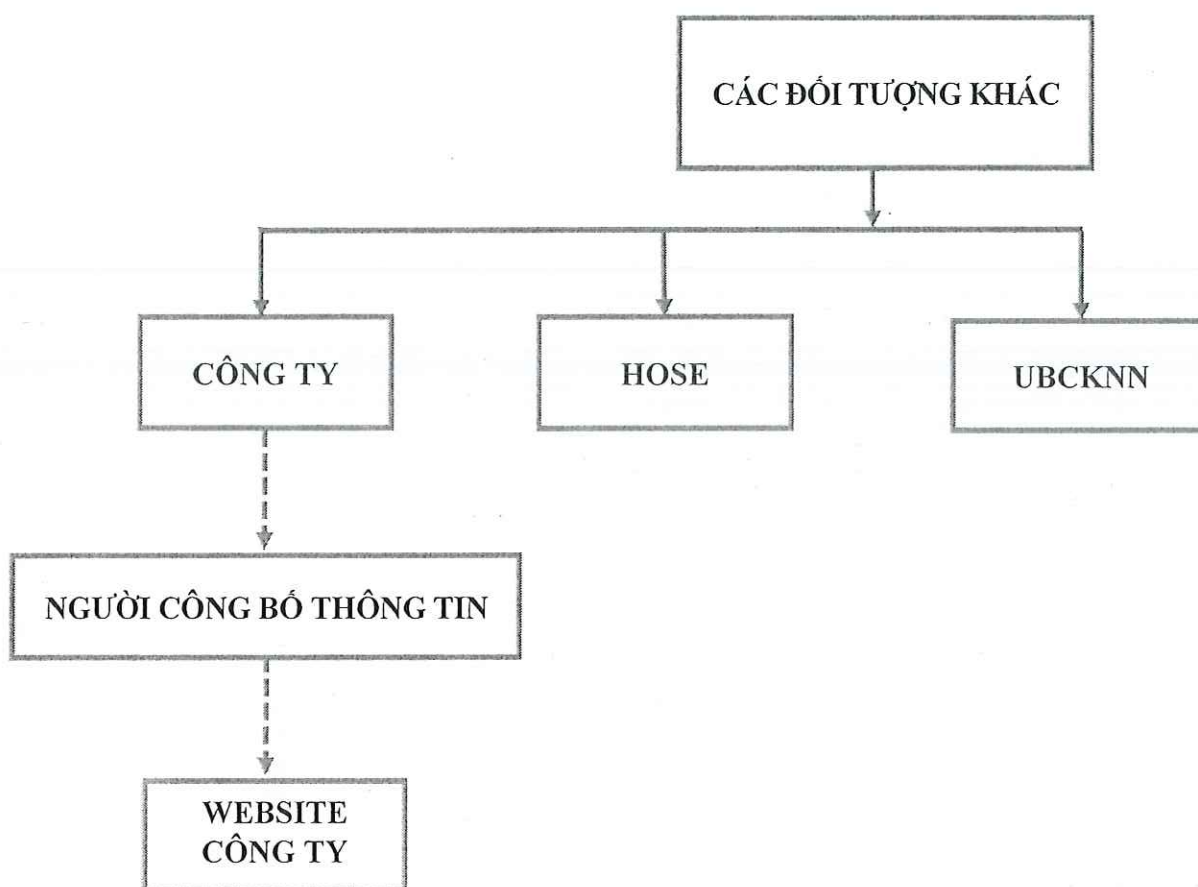 CÁC ĐỐI TƯỢNG KHÁC
CÔNG TY
HOSE
UBCKNN
NGƯỜI CÔNG BỐ THÔNG TIN
WEBSITE
CÔNG TY